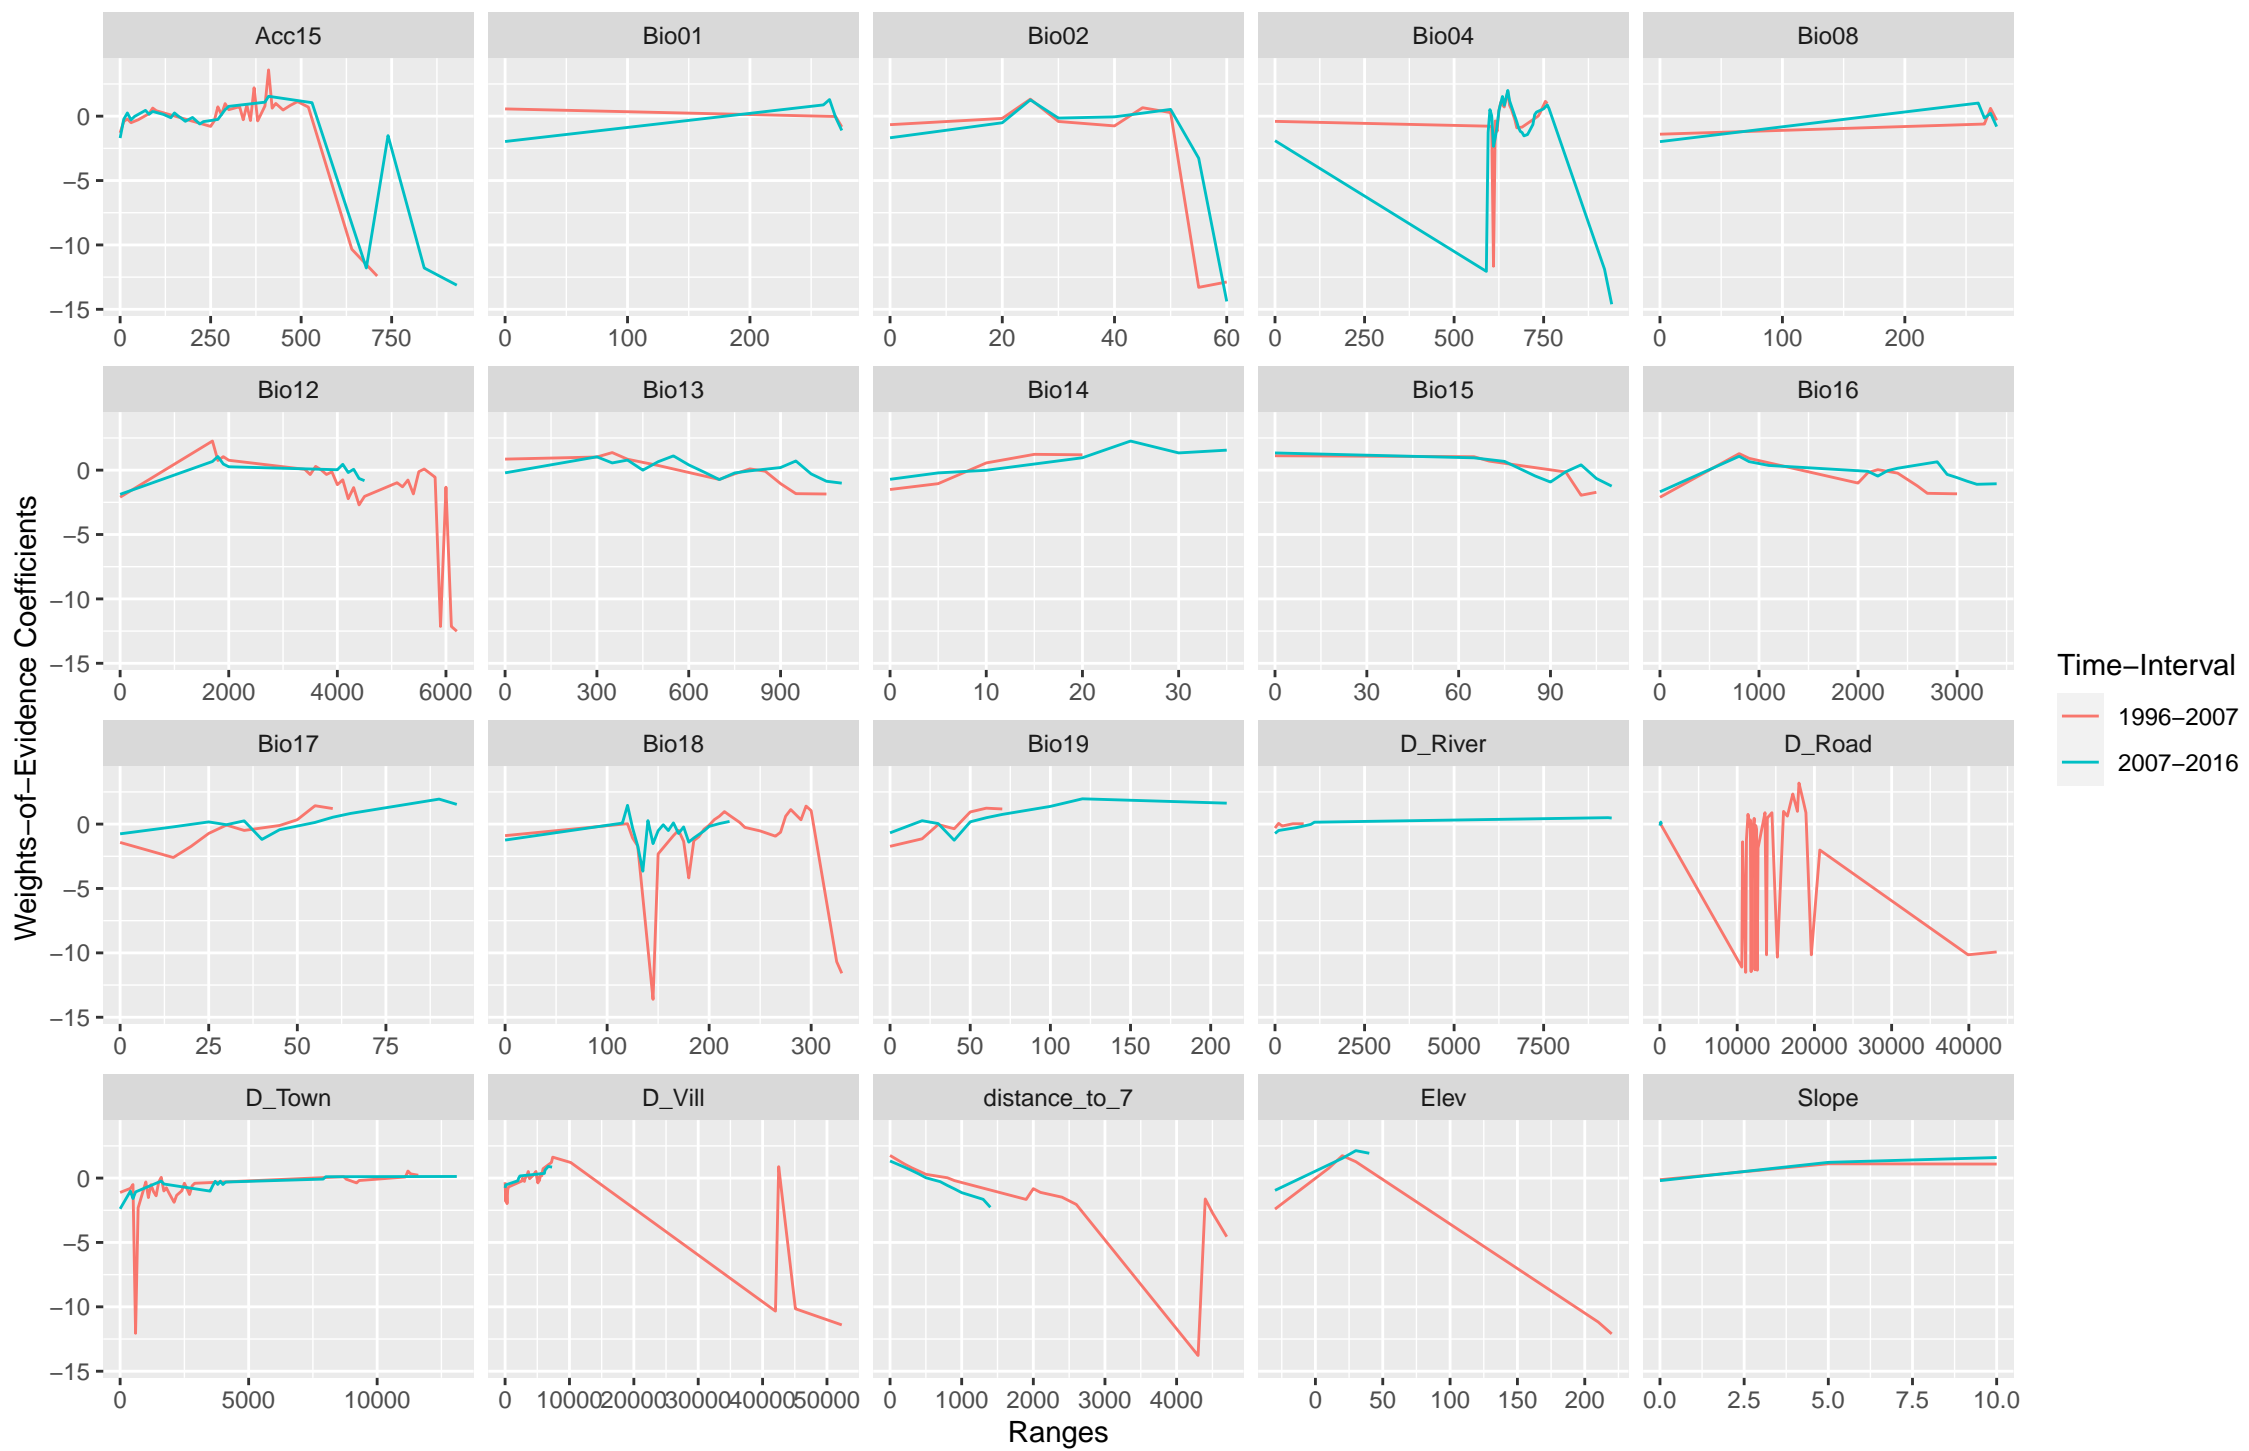 Acc15 Bio01 Bio02 Bio04 Bio08
0 −5 −10 −15
0 250 500 750 0 100 200 0 20 40 60 0 250 500 750 0 100 200
Bio12 Bio13 Bio14 Bio15 Bio16
0 −5 −10 −15
0 2000 4000 6000 0 300 600 900 0 10 20 30 0 30 60 90 0 1000 2000 3000
Bio17 Bio18 Bio19 D_River D_Road
0 −5 −10 −15
0 25 50 75 0 100 200 300 0 50 100 150 200 0 2500 5000 7500 0 10000 20000 30000 40000
D_Town D_Vill distance_to_7 Elev Slope
0 −5 −10 −15
0 5000 10000 0 10000 20000 30000 40000 50000 0 1000 2000 3000 4000 0 50 100 150 200 0.0 2.5 5.0 7.5 10.0
Ranges
Weights−of−Evidence Coefficients
Time−Interval
1996−2007
2007−2016